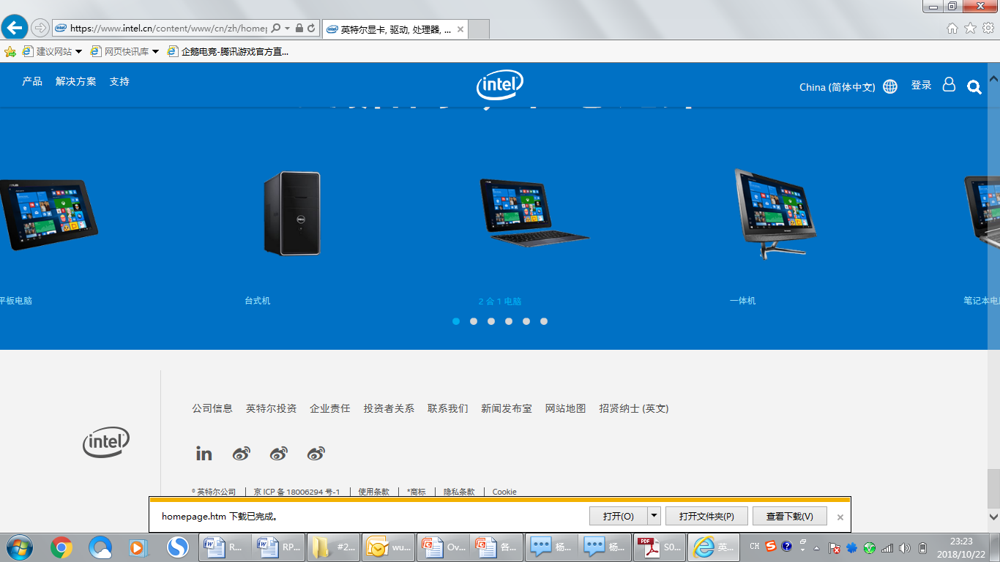 https://www.intel.cn/content/www/cn/zh/home
英特尔显卡, 驱动, 处理器, ...
建议网站
网页快讯库
企鹅电竞-腾讯游戏官方直...
产品 解决方案 支持
intel
China (简体中文)
登录
平板电脑
台式机
2 合 1 电脑
一体机
笔记本电
公司信息 英特尔投资 企业责任 投资者关系 联系我们 新闻发布室 网站地图 招贤纳士 (英文)
intel
in
© 英特尔公司 | 京 ICP 备 18006294 号-1 | 使用条款 | *商标 | 隐私条款 | Cookie
homepage.htm 下载已完成。
打开(O)
打开文件夹(P)
查看下载(V)
R...
RP...
#2...
wu...
Ov...
各...
杨...
杨...
PDF
S0...
英...
CH
23:23
2018/10/22